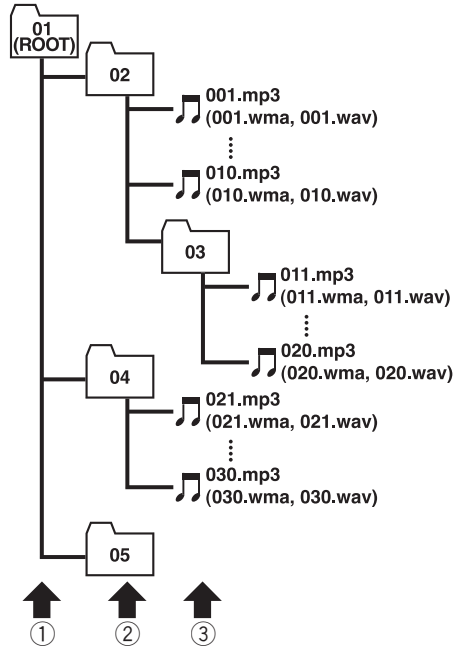 01
(ROOT)
02
001.mp3
(001.wma, 001.wav)
010.mp3
(010.wma, 010.wav)
03
011.mp3
(011.wma, 011.wav)
020.mp3
(020.wma, 020.wav)
04
021.mp3
(021.wma, 021.wav)
030.mp3
(030.wma, 030.wav)
05
① ② ③